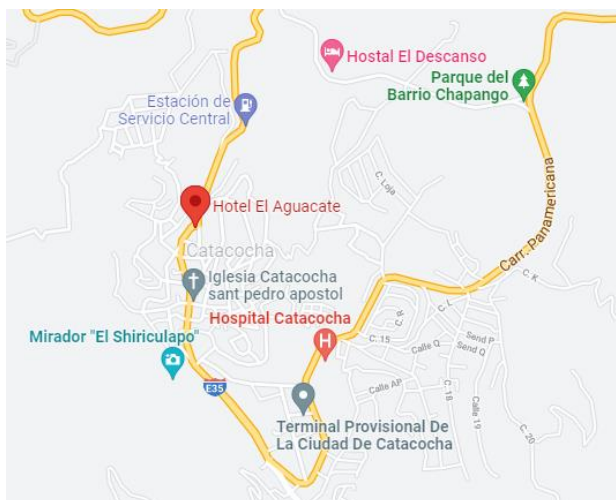 Hostal El Descanso
Parque del
Barrio Chapango
Estación de
Servicio Central
C. Loja
Hotel El Aguacate
Carr. Panamericana
Catacocha
Iglesia Catacocha
sant pedro apostol
C. K
C. L
C. R
Hospital Catacocha
H
Mirador "El Shiriculapo"
C. 15
Calle Q
Send P
Send Q
E35
Calle AP
C. 18
Calle 19
C. 20
Terminal Provisional De
La Ciudad De Catacocha